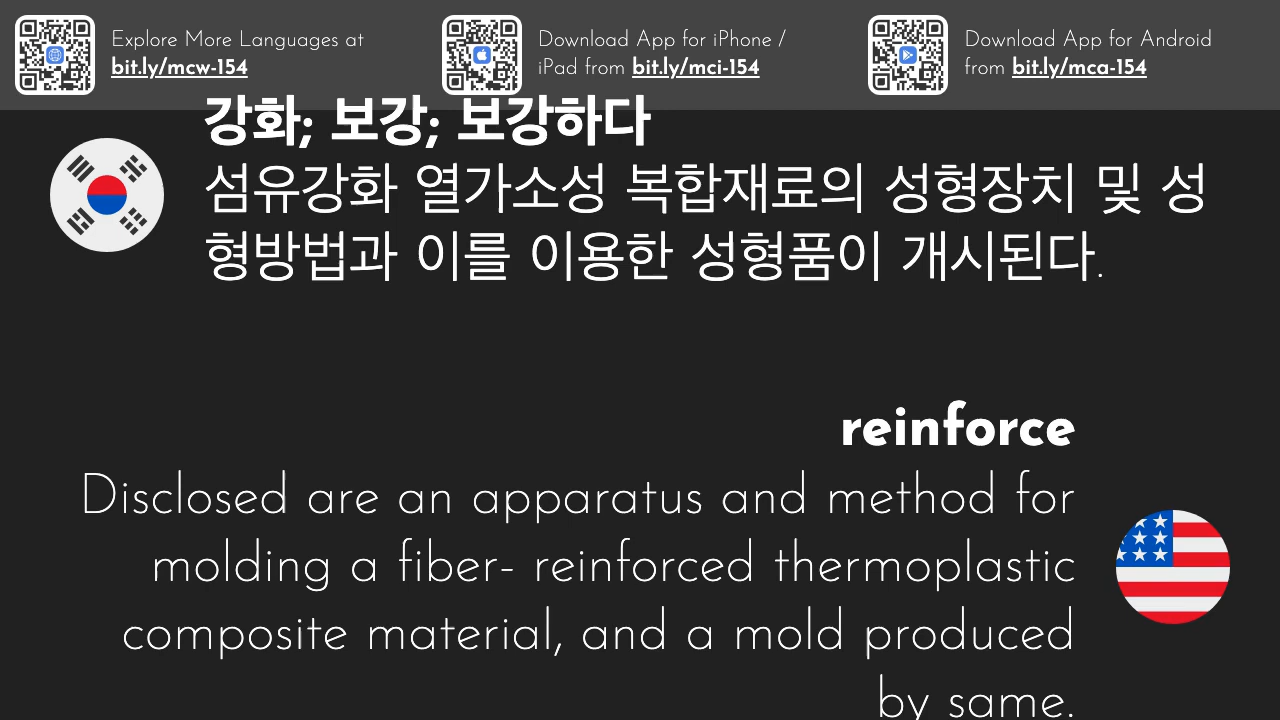 Explore More Languages at
bit.ly/mcw-154
Download App for iPhone /
iPad from bit.ly/mci-154
Download App for Android
from bit.ly/mca-154
강화; 보강; 보강하다
섬유강화 열가소성 복합재료의 성형장치 및 성
형방법과 이를 이용한 성형품이 개시된다.
reinforce
Disclosed are an apparatus and method for
molding a fiber- reinforced thermoplastic
composite material, and a mold produced
by same.